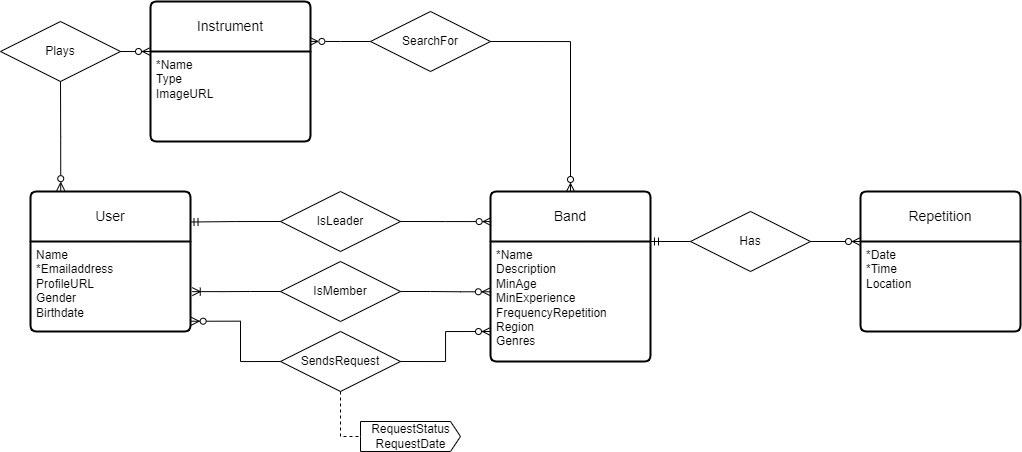 Instrument
*Name
Type
ImageURL
Plays
SearchFor
User
Name
*Emailaddress
ProfileURL
Gender
Birthdate
IsLeader
IsMember
SendsRequest
RequestStatus
RequestDate
Band
*Name
Description
MinAge
MinExperience
FrequencyRepetition
Region
Genres
Has
Repetition
*Date
*Time
Location